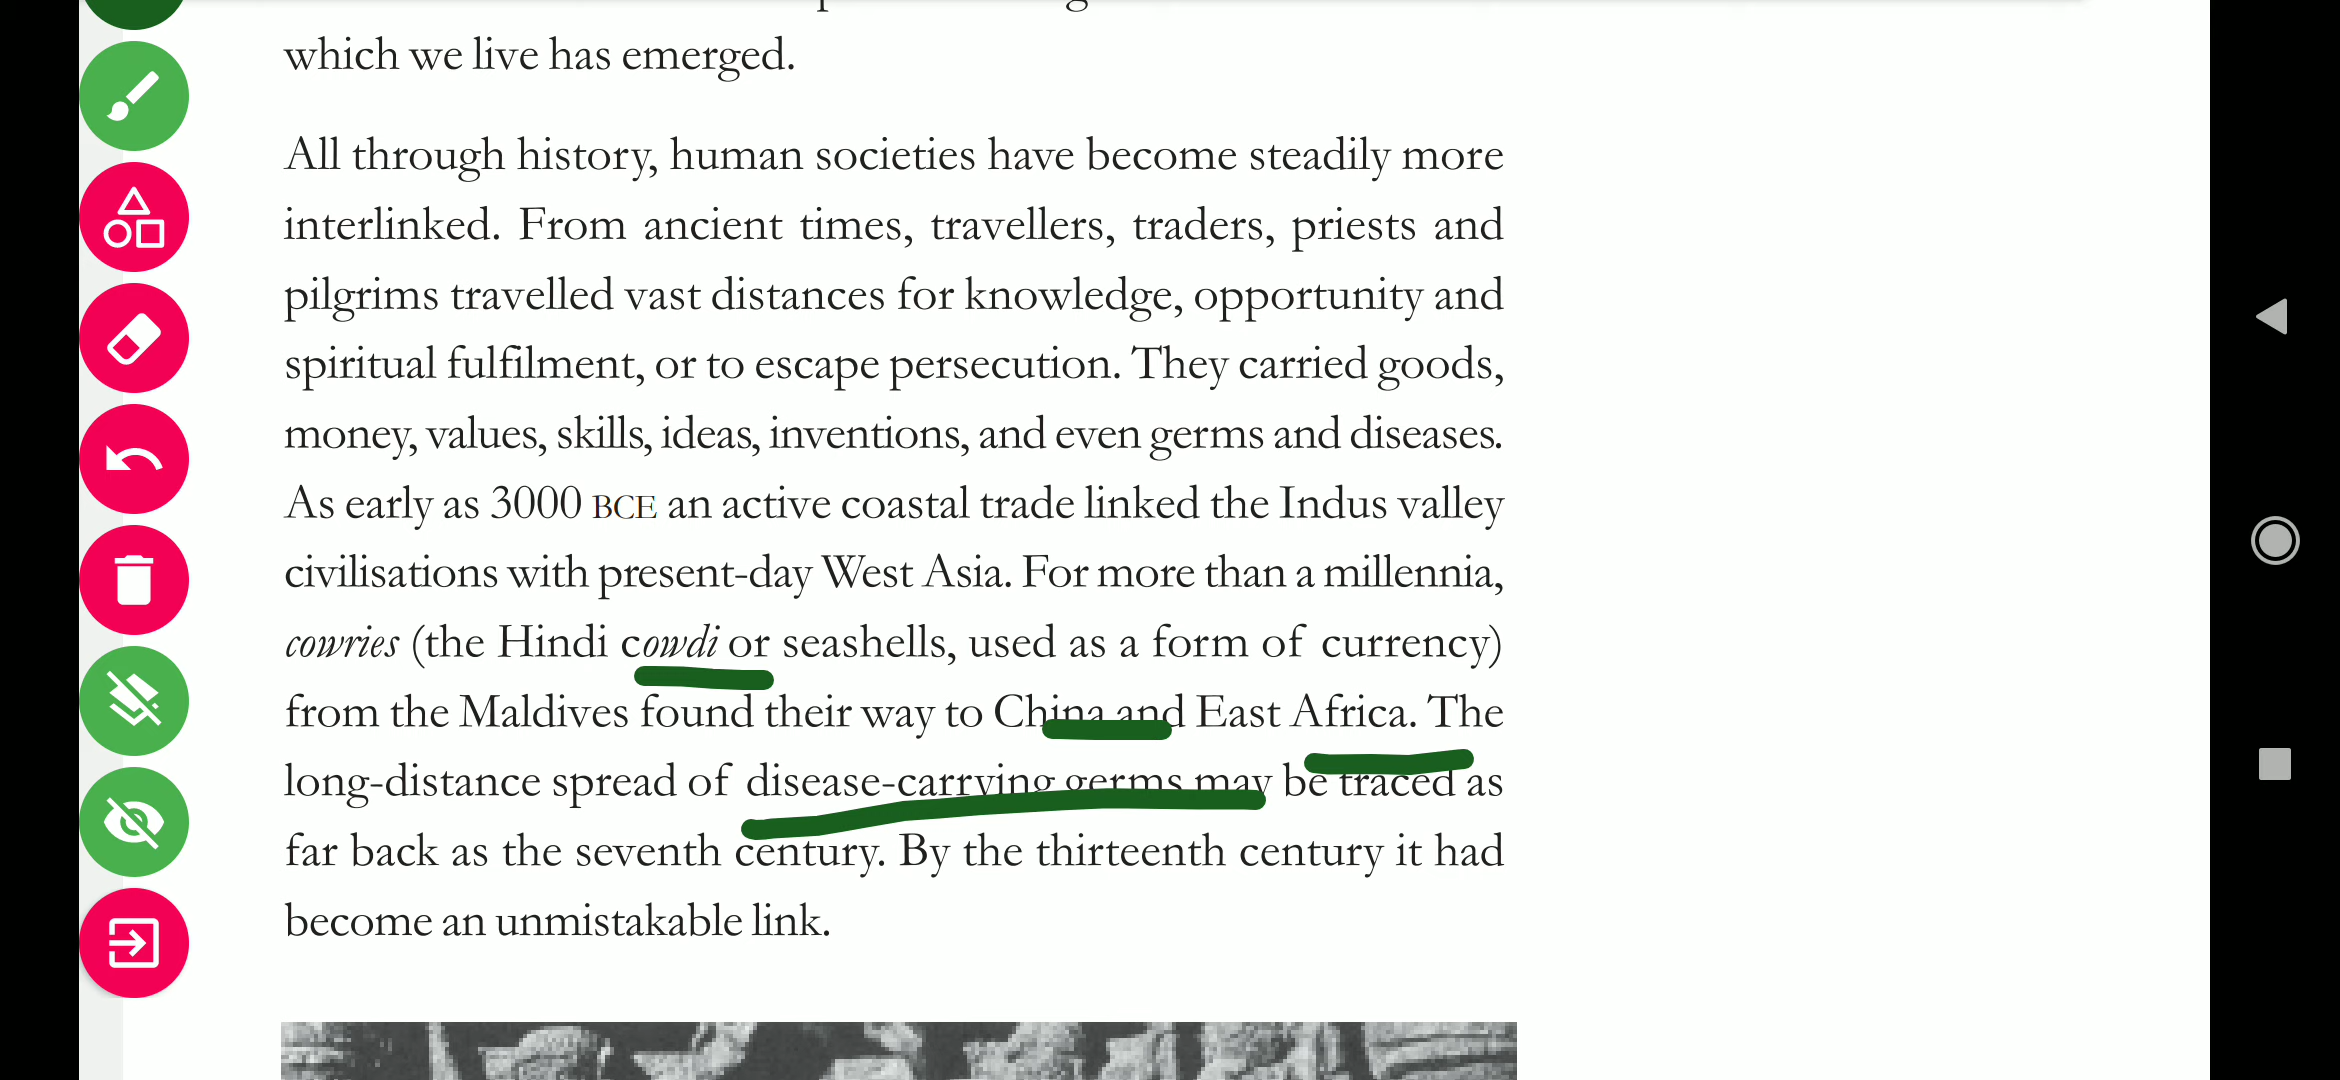 which we live has emerged.
All through history, human societies have become steadily more
interlinked. From ancient times, travellers, traders, priests and
pilgrims travelled vast distances for knowledge, opportunity and
spiritual fulfilment, or to escape persecution. They carried goods,
money, values, skills, ideas, inventions, and even germs and diseases.
As early as 3000 BCE an active coastal trade linked the Indus valley
civilisations with present-day West Asia. For more than a millennia,
cowries (the Hindi cowdi or seashells, used as a form of currency)
from the Maldives found their way to China and East Africa. The
long-distance spread of disease-carrying germs may be traced as
far back as the seventh century. By the thirteenth century it had
become an unmistakable link.